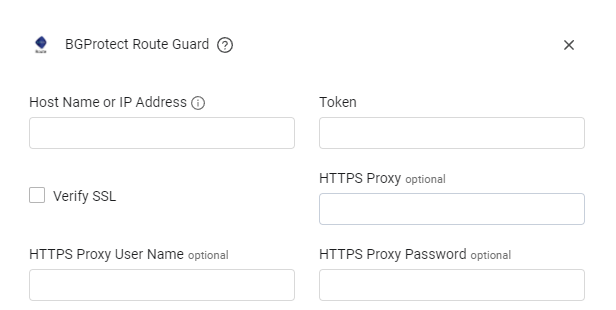 BGProtect Route Guard
Host Name or IP Address
Token
Verify SSL
HTTPS Proxy optional
HTTPS Proxy User Name optional
HTTPS Proxy Password optional